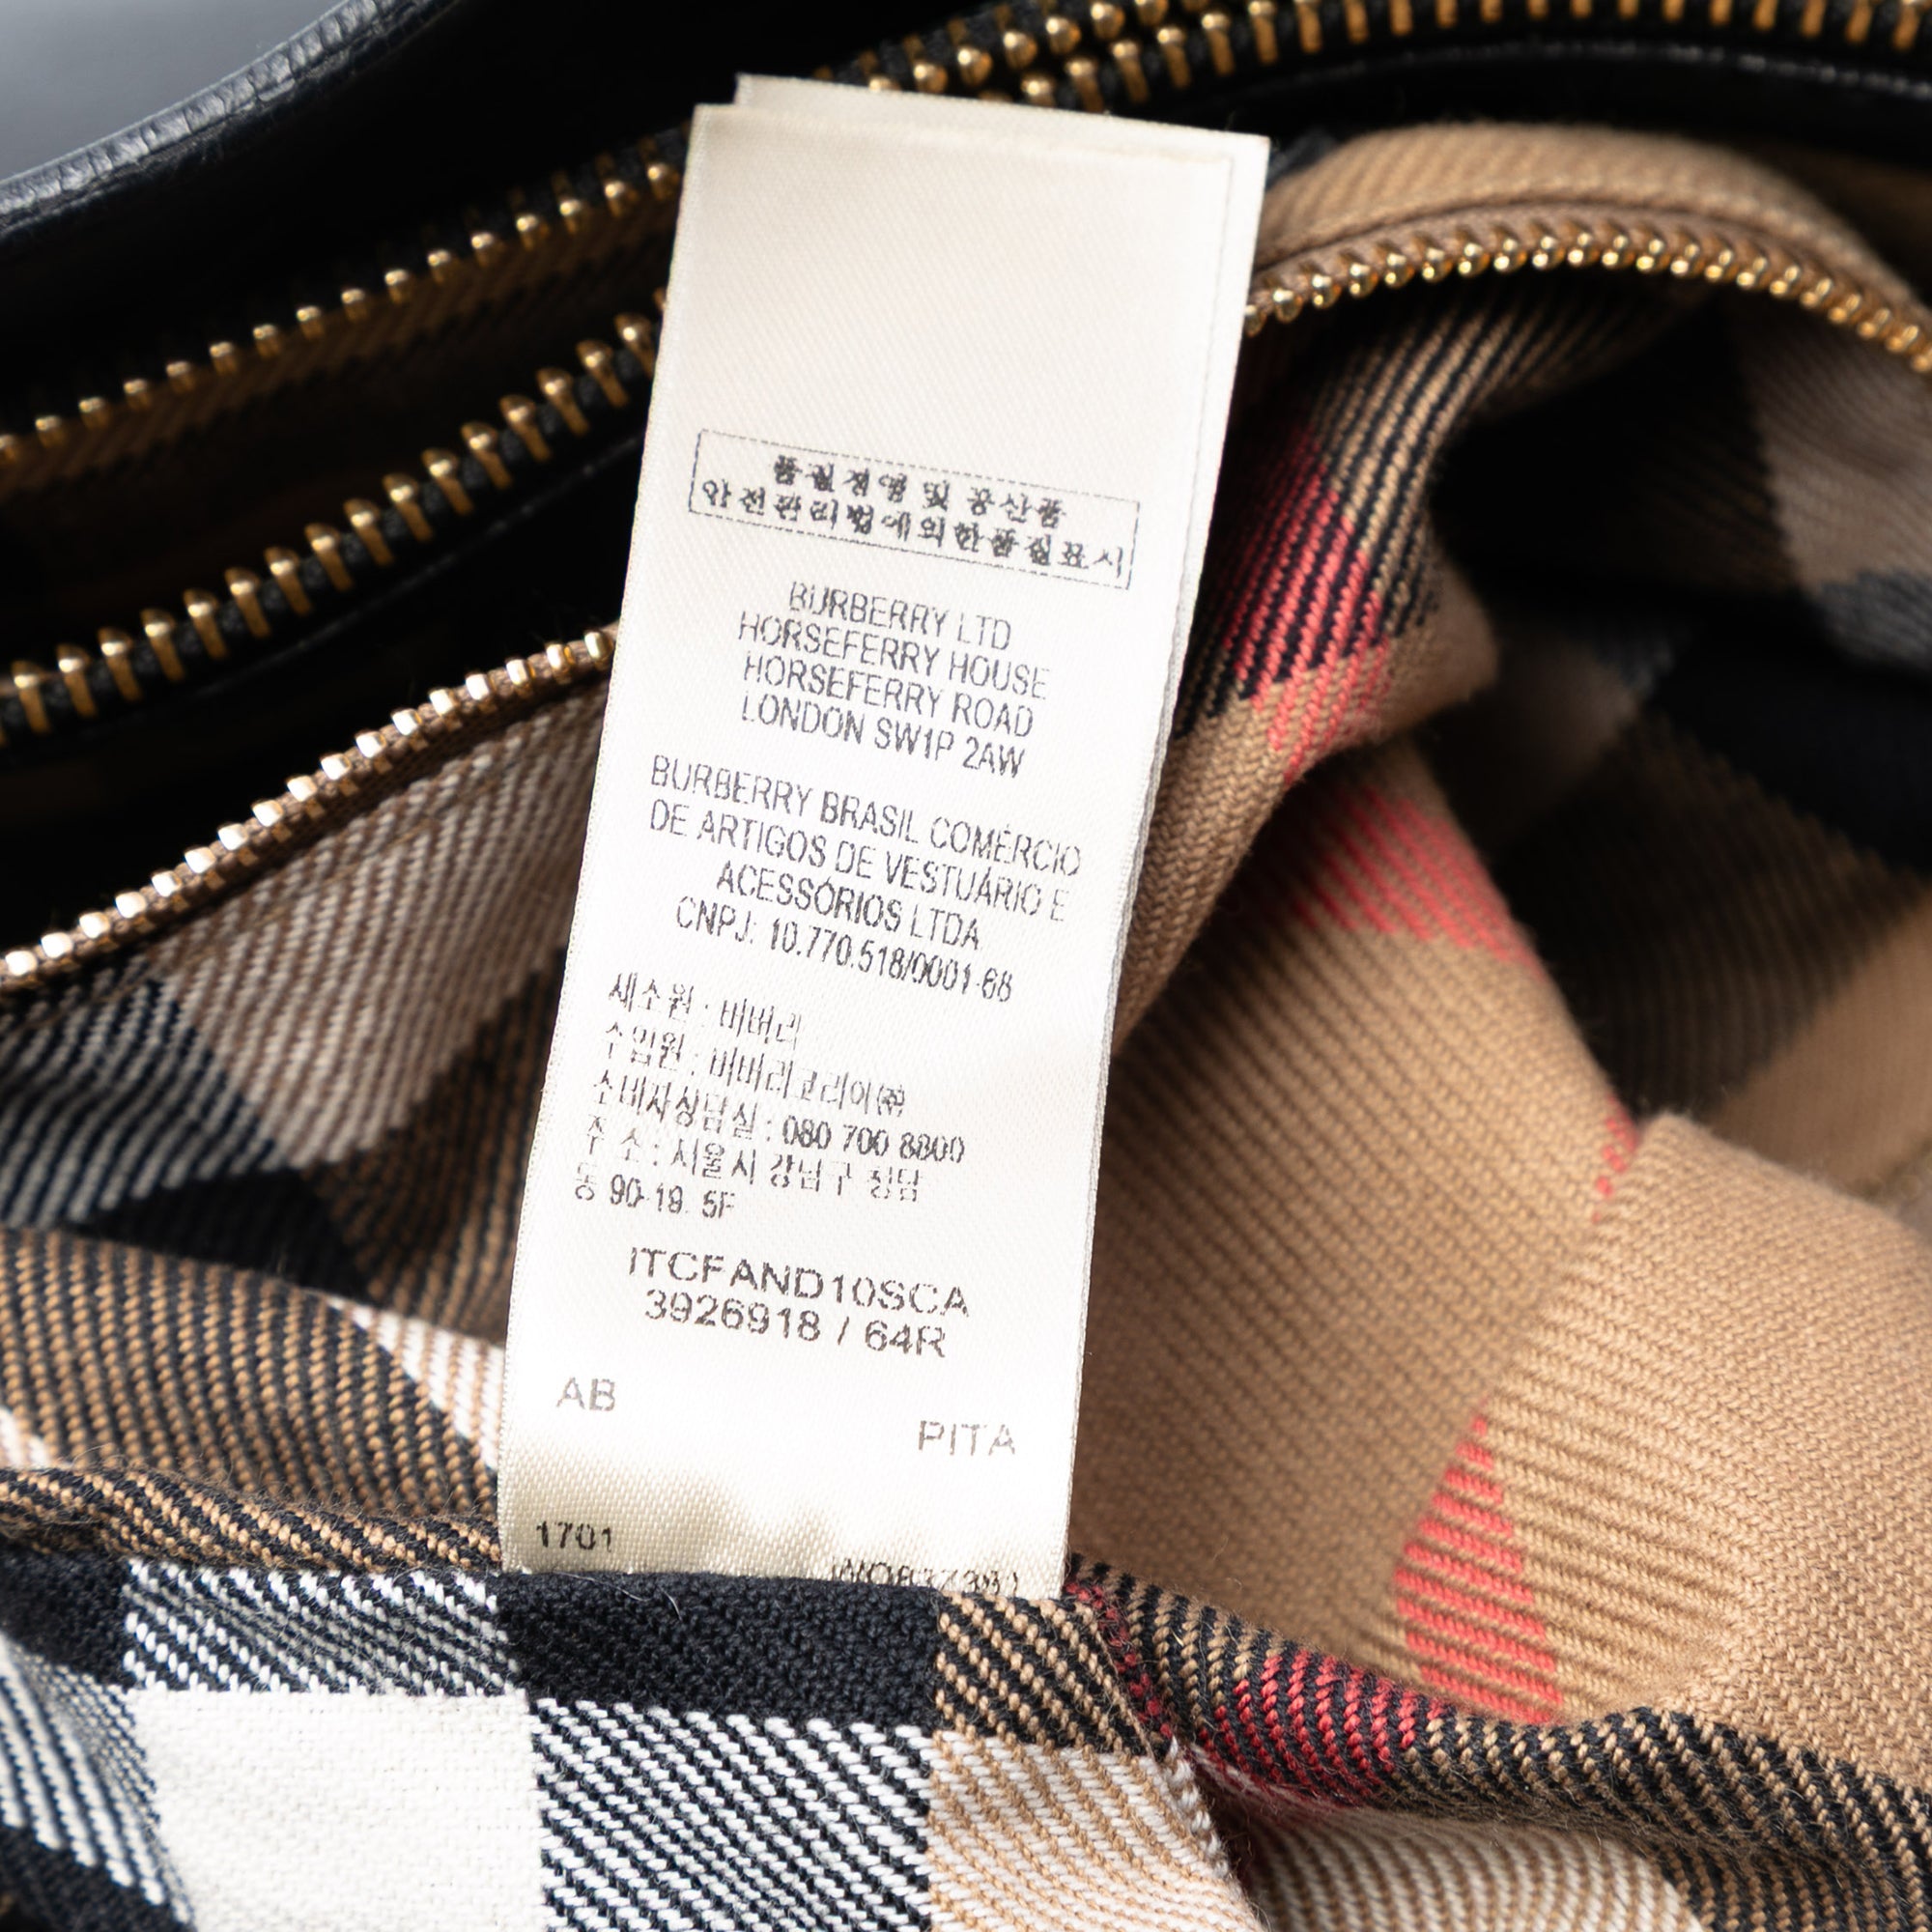 품질경영 및 공산품
안전관리법에의한품질표시
BURBERRY LTD
HORSEFERRY HOUSE
HORSEFERRY ROAD
LONDON SW1P 2AW
BURBERRY BRASIL COMÉRCIO
DE ARTIGOS DE VESTUÁRIO E
ACESSÓRIOS LTDA
CNPJ: 10.770.518/0001-68
제조원 : 버버리
수입원 : 버버리코리아㈜
소비자상담실 : 080 700 8800
주 소 : 서울시 강남구 청담
동 90-19. 5F
ITCFAND10SCA
3926918 / 64R
AB
PITA
1701